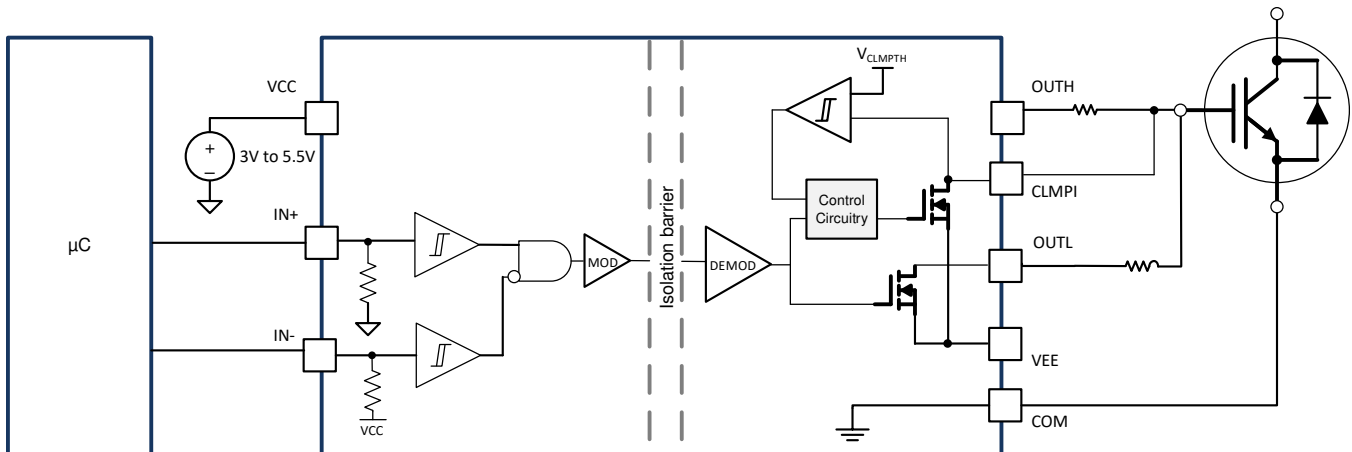 µC
VCC
+
−
3V to 5.5V
IN+
IN-
VCC
MOD
Isolation barrier
DEMOD
VCLMPTH
Control
Circuitry
OUTH
CLMPI
OUTL
VEE
COM